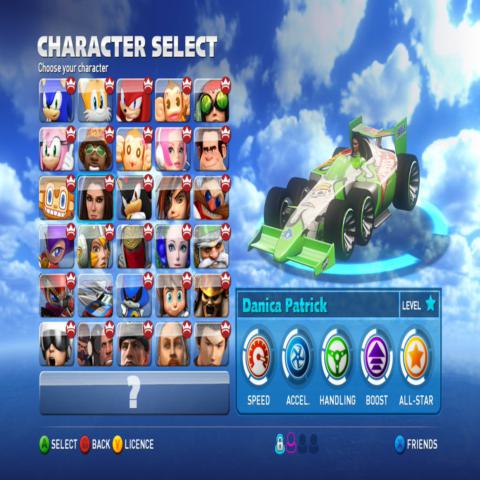 CHARACTER SELECT
Choose your character
Danica Patrick
LEVEL
SPEED
ACCEL.
HANDLING
BOOST
ALL-STAR
?
A SELECT B BACK Y LICENCE
X FRIENDS